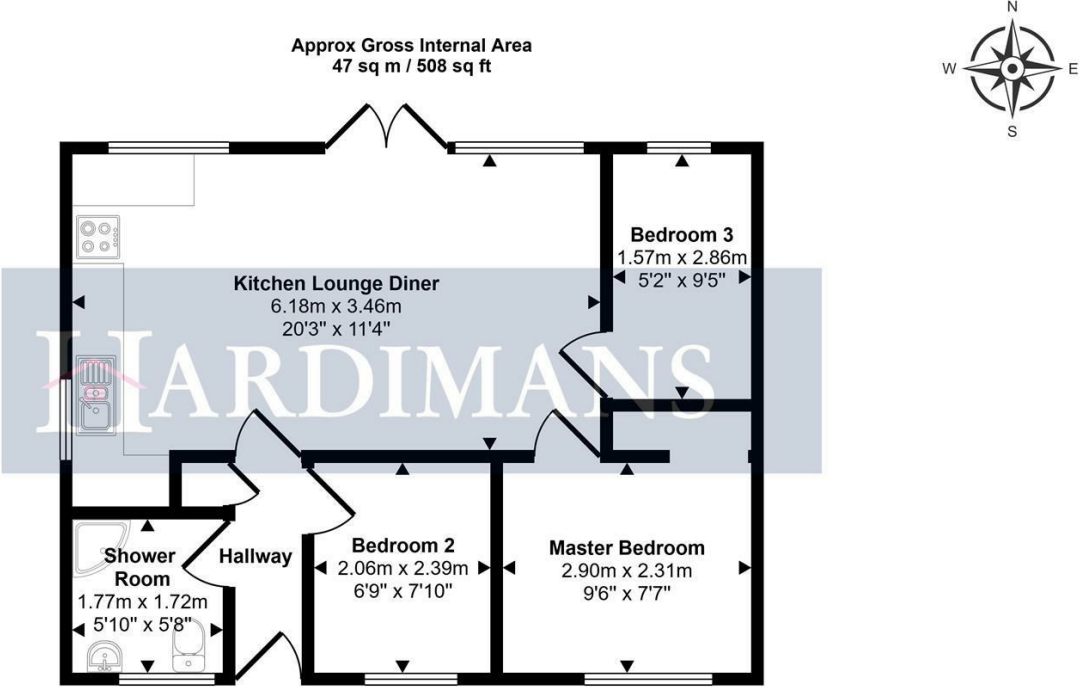 Approx Gross Internal Area
47 sq m / 508 sq ft
N
W
E
S
Bedroom 3
1.57m x 2.86m
5'2" x 9'5"
Kitchen Lounge Diner
6.18m x 3.46m
20'3" x 11'4"
HARDIMANS
Shower
Room
1.77m x 1.72m
5'10" x 5'8"
Hallway
Bedroom 2
2.06m x 2.39m
6'9" x 7'10"
Master Bedroom
2.90m x 2.31m
9'6" x 7'7"